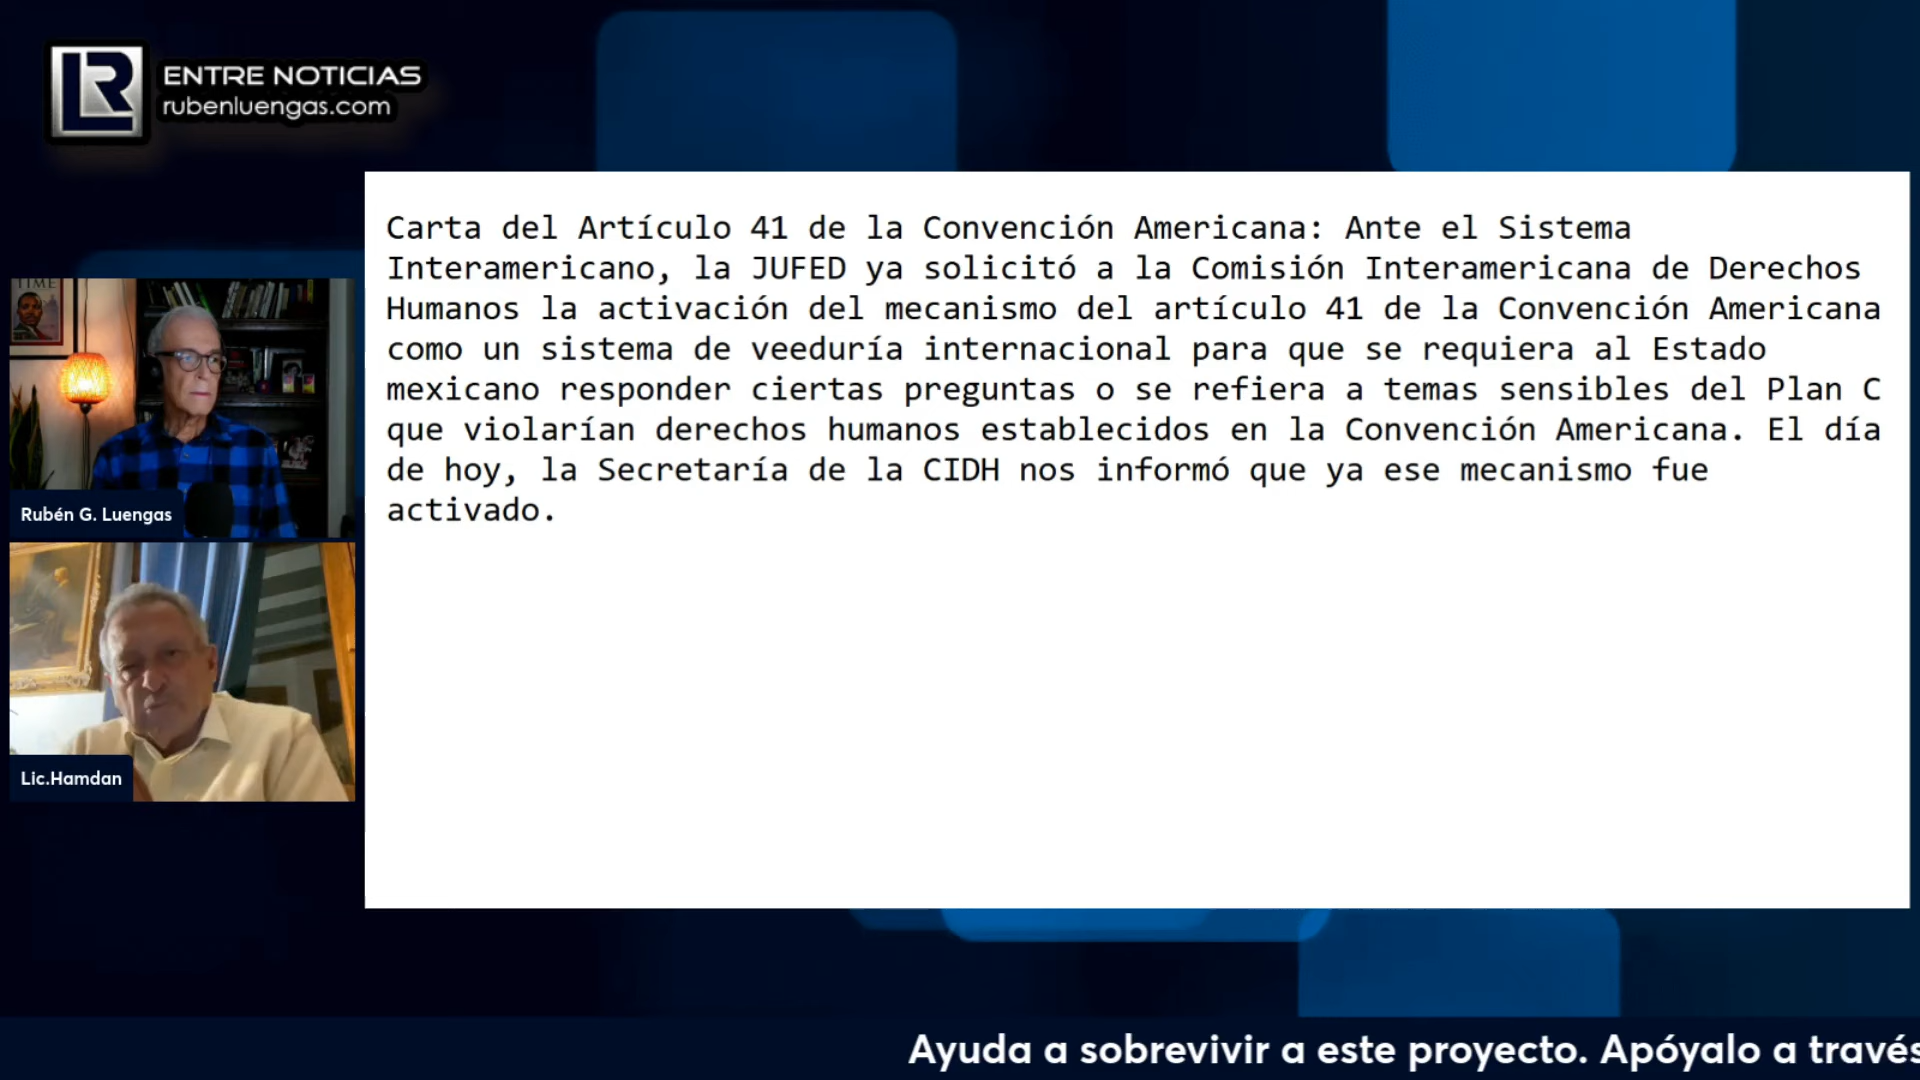 LR
ENTRE NOTICIAS
rubenluengas.com
Carta del Artículo 41 de la Convención Americana: Ante el Sistema
Interamericano, la JUFED ya solicitó a la Comisión Interamericana de Derechos
Humanos la activación del mecanismo del artículo 41 de la Convención Americana
como un sistema de veeduría internacional para que se requiera al Estado
mexicano responder ciertas preguntas o se refiera a temas sensibles del Plan C
que violarían derechos humanos establecidos en la Convención Americana. El día
de hoy, la Secretaría de la CIDH nos informó que ya ese mecanismo fue
activado.
TIME
Rubén G. Luengas
Lic.Hamdan
Ayuda a sobrevivir a este proyecto. Apóyalo a través